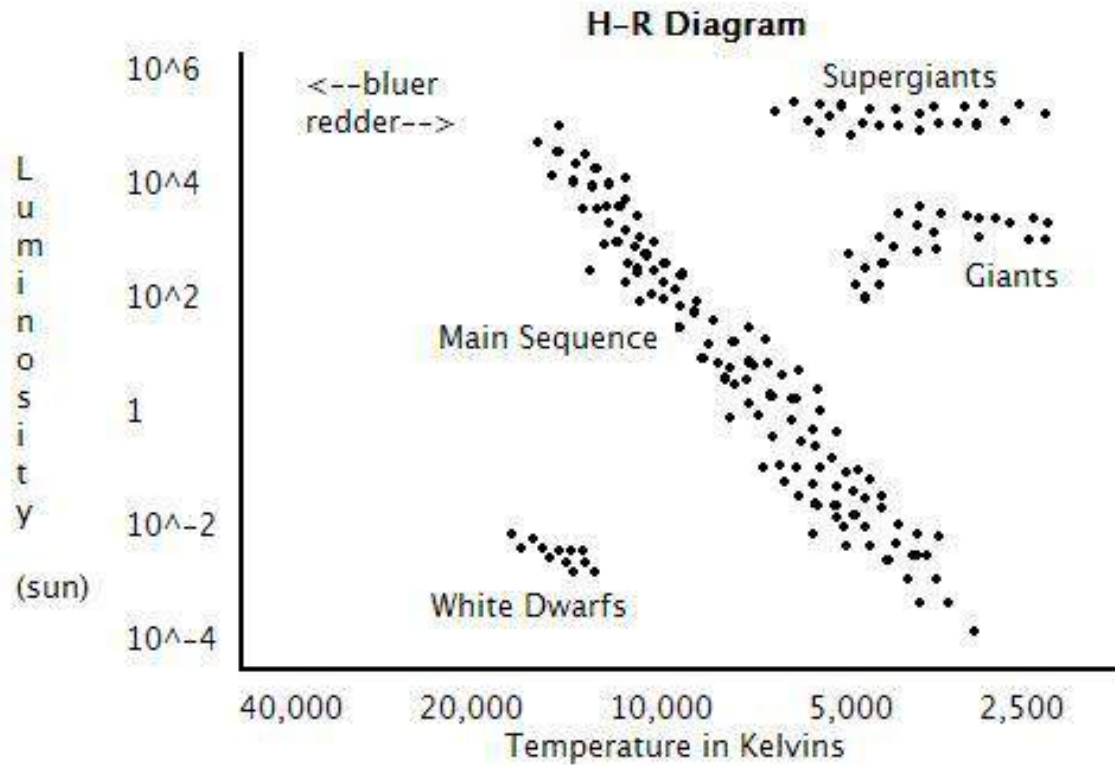 H-R Diagram
10^6
<--bluer
redder-->
Supergiants
10^4
Luminosity
(sun)
10^2
Giants
Main Sequence
1
10^-2
White Dwarfs
10^-4
40,000 20,000 10,000 5,000 2,500
Temperature in Kelvins